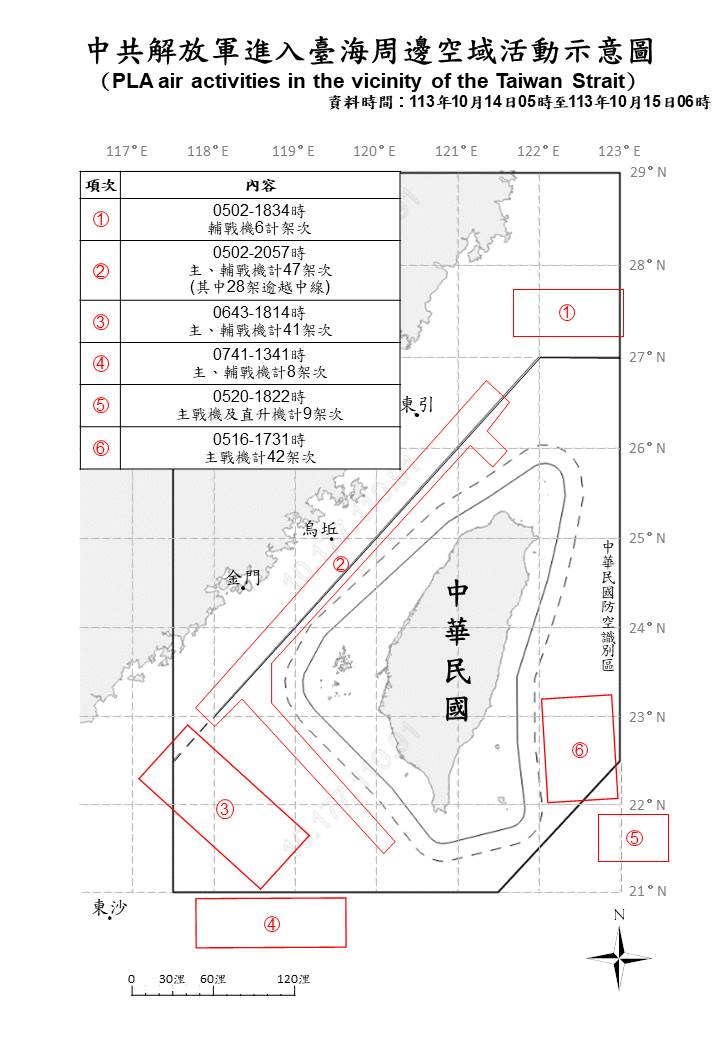 中共解放軍進入臺海周邊空域活動示意圖
（PLA air activities in the vicinity of the Taiwan Strait）
資料時間：113年10月14日05時至113年10月15日06時
117° E 118° E 119° E 120° E 121° E 122° E 123° E
29° N
項次 內容
① 0502-1834時
輔戰機6計架次
② 0502-2057時
主、輔戰機計47架次
(其中28架逾越中線)
③ 0643-1814時
主、輔戰機計41架次
④ 0741-1341時
主、輔戰機計8架次
⑤ 0520-1822時
主戰機及直升機計9架次
⑥ 0516-1731時
主戰機計42架次
28° N
①
27° N
東引
26° N
烏坵
25° N
②
金門
中華民國
中華民國防空識別區
24° N
23° N
⑥
③
22° N
⑤
21° N
東沙
④
N
0 30浬 60浬 120浬